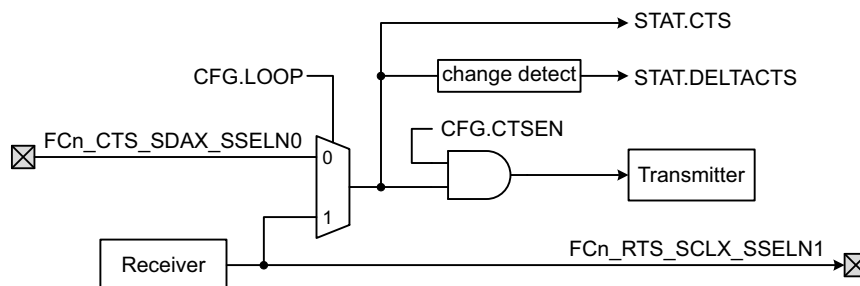 STAT.CTS
CFG.LOOP
change detect
STAT.DELTACTS
FCn_CTS_SDAX_SSELN0
CFG.CTSEN
0
Transmitter
1
Receiver
FCn_RTS_SCLX_SSELN1